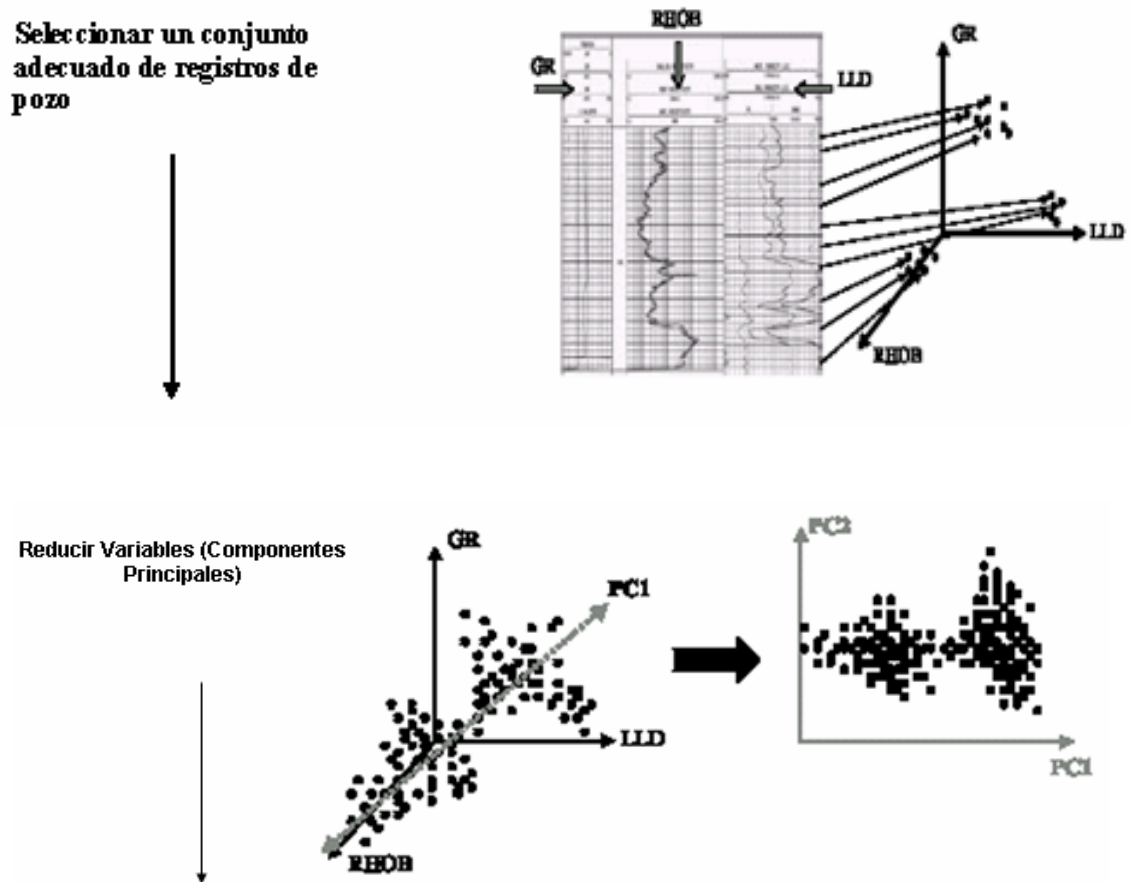 Seleccionar un conjunto
adecuado de registros de
pozo
RHOB
GR
LLD
GR
LLD
RHOB
Reducir Variables (Componentes
Principales)
GR
PC1
LLD
RHOB
PC2
PC1